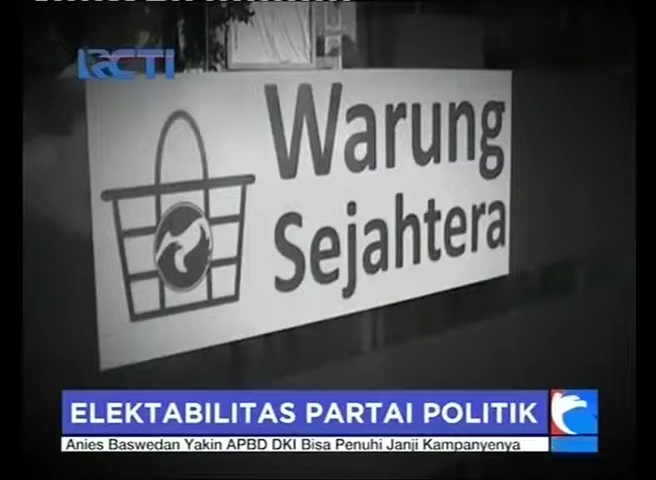 RCTI
Warung
Sejahtera
ELEKTABILITAS PARTAI POLITIK
Anies Baswedan Yakin APBD DKI Bisa Penuhi Janji Kampanyenya